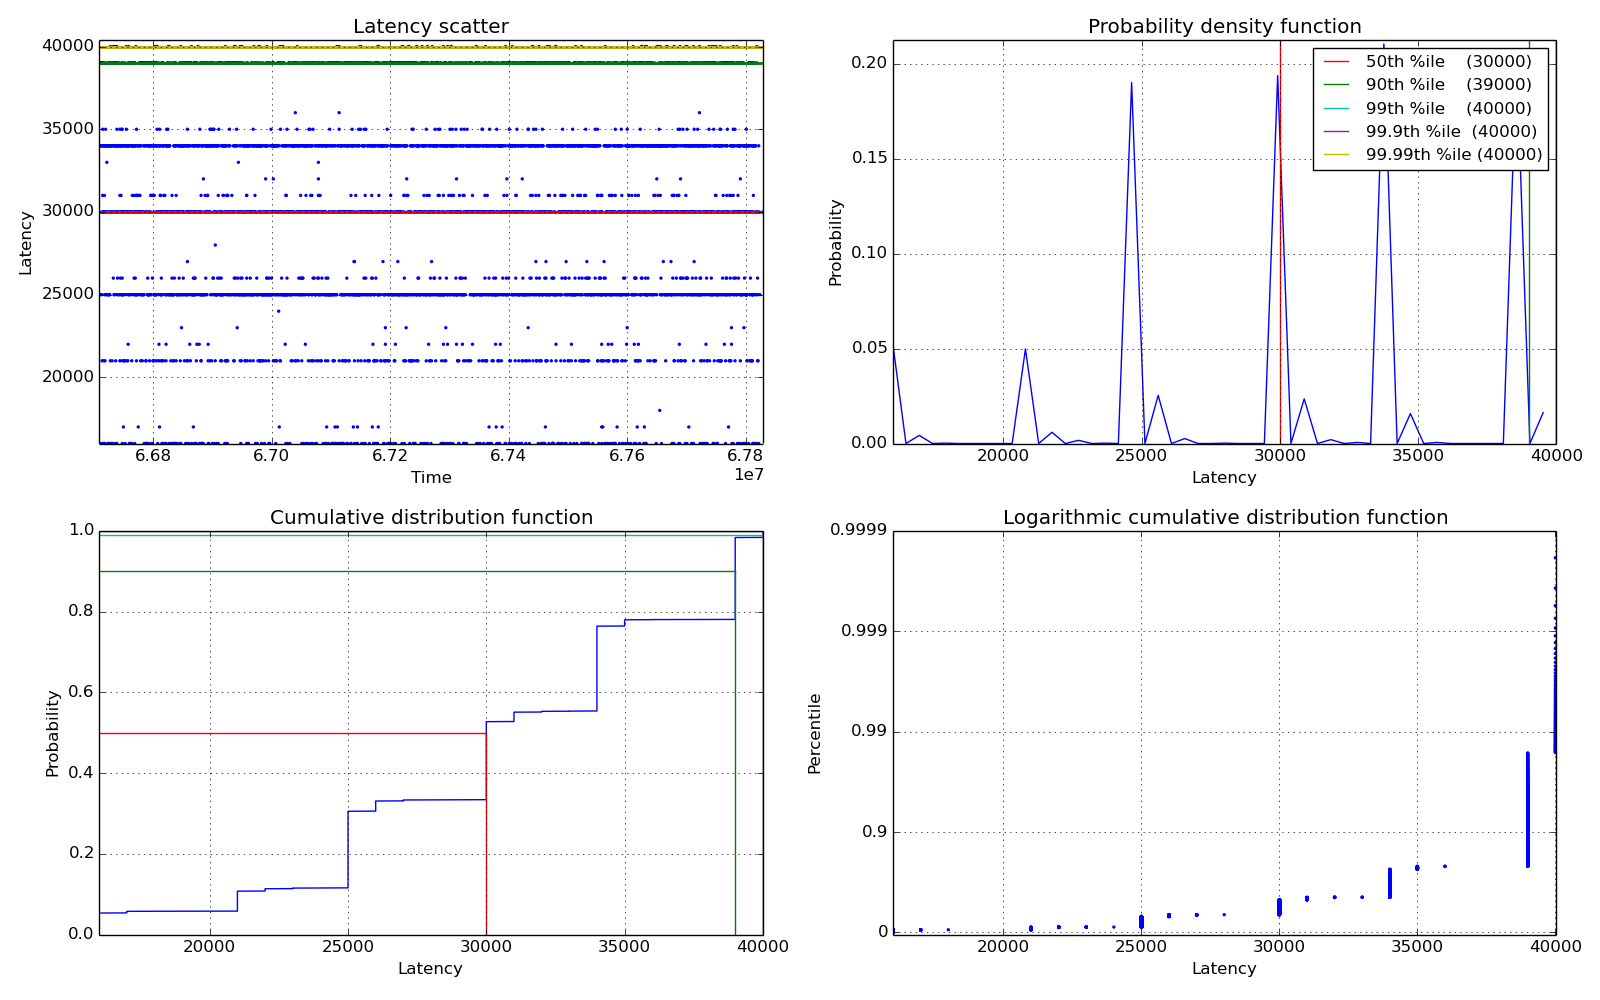 Latency scatter
40000
35000
30000
25000
20000
Latency
6.68
6.70
6.72
6.74
6.76
6.78
1e7
Time
Probability density function
0.20
0.15
0.10
0.05
0.00
Probability
50th %ile (30000)
90th %ile (39000)
99th %ile (40000)
99.9th %ile (40000)
99.99th %ile (40000)
20000
25000
30000
35000
40000
Latency
Cumulative distribution function
1.0
0.8
0.6
0.4
0.2
0.0
Probability
20000
25000
30000
35000
40000
Latency
Logarithmic cumulative distribution function
0.9999
0.999
0.99
0.9
0
Percentile
20000
25000
30000
35000
40000
Latency